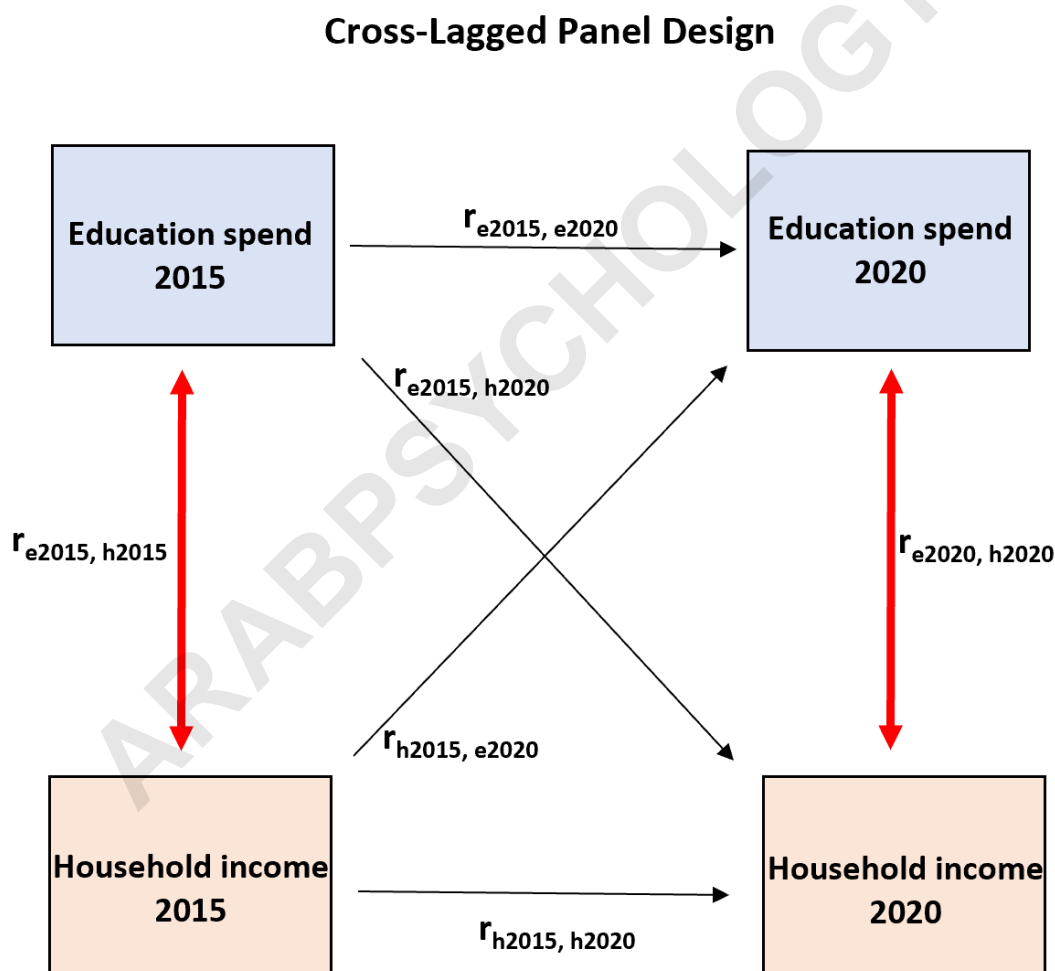 Cross-Lagged Panel Design
Education spend
2015
r e2015, e2020
Education spend
2020
r e2015, h2020
r e2015, h2015
r e2020, h2020
r h2015, e2020
Household income
2015
r h2015, h2020
Household income
2020
ARABPSYCHOLOG